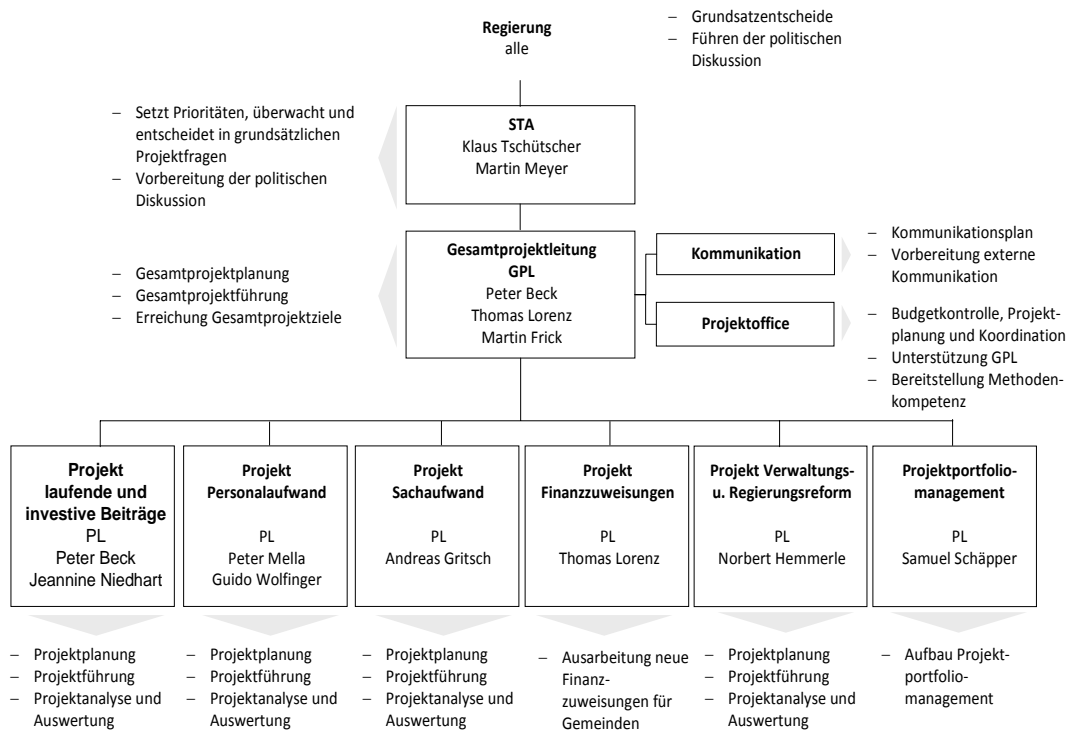 Regierung
alle
– Grundsatzentscheide
– Führen der politischen
Diskussion
– Setzt Prioritäten, überwacht und
entscheidet in grundsätzlichen
Projektfragen
– Vorbereitung der politischen
Diskussion
STA
Klaus Tschütscher
Martin Meyer
– Gesamtprojektplanung
– Gesamtprojektführung
– Erreichung Gesamtprojektziele
Gesamtprojektleitung
GPL
Peter Beck
Thomas Lorenz
Martin Frick
Kommunikation
– Kommunikationsplan
– Vorbereitung externe
Kommunikation
Projektoffice
– Budgetkontrolle, Projekt-
planung und Koordination
– Unterstützung GPL
– Bereitstellung Methoden-
kompetenz
Projekt
laufende und
investive Beiträge
PL
Peter Beck
Jeannine Niedhart
Projekt
Personalaufwand
PL
Peter Mella
Guido Wolfinger
Projekt
Sachaufwand
PL
Andreas Gritsch
Projekt
Finanzzuweisungen
PL
Thomas Lorenz
Projekt Verwaltungs-
u. Regierungsreform
PL
Norbert Hemmerle
Projektportfolio-
management
PL
Samuel Schäpper
– Projektplanung
– Projektführung
– Projektanalyse und
Auswertung
– Projektplanung
– Projektführung
– Projektanalyse und
Auswertung
– Projektplanung
– Projektführung
– Projektanalyse und
Auswertung
– Ausarbeitung neue
Finanz-
zuweisungen für
Gemeinden
– Projektplanung
– Projektführung
– Projektanalyse und
Auswertung
– Aufbau Projekt-
portfolio-
management